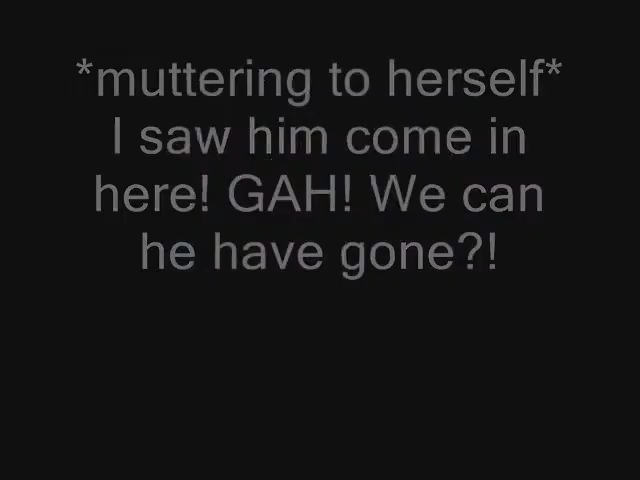 *muttering to herself*
I saw him come in
here! GAH! We can
he have gone?!